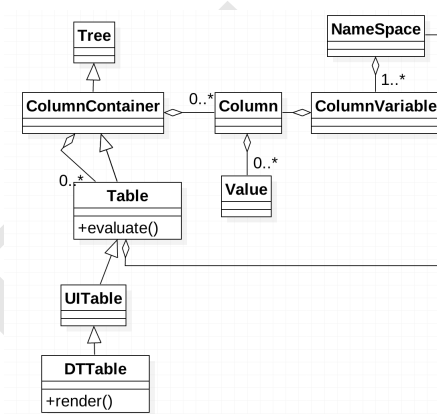 Tree
NameSpace
1..*
ColumnContainer
0..*
Column
ColumnVariable
0..*
0..*
Table
+evaluate()
Value
UITable
DTTable
+render()